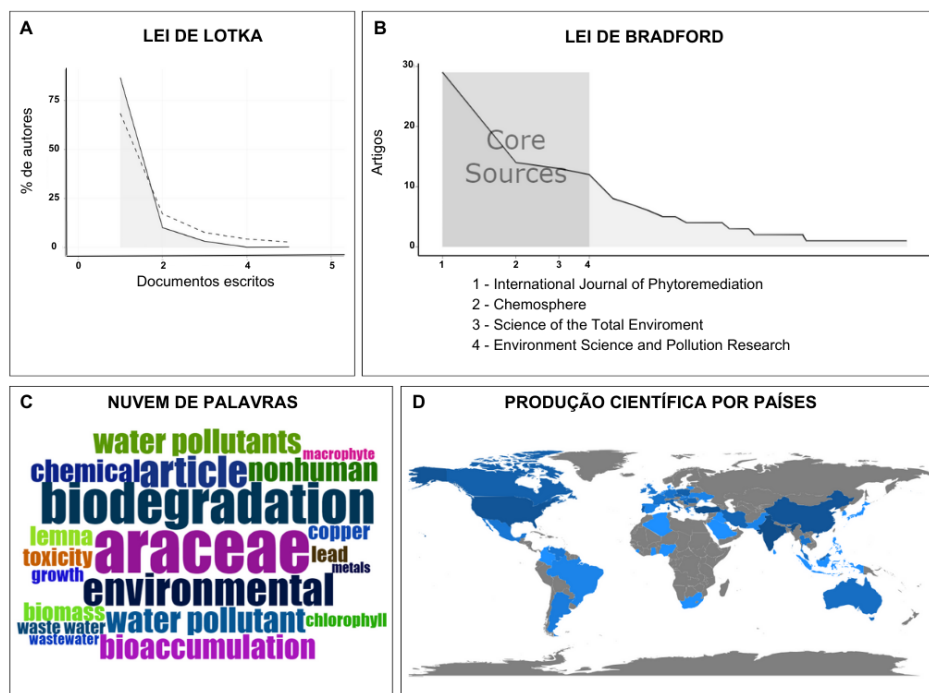 A
LEI DE LOTKA
% de autores
75
50
25
0
0
2
4
5
Documentos escritos
B
LEI DE BRADFORD
Artigos
30
20
10
0
Core
Sources
1
2
3
4
1 - International Journal of Phytoremediation
2 - Chemosphere
3 - Science of the Total Enviroment
4 - Environment Science and Pollution Research
C
NUVEM DE PALAVRAS
water pollutants
macrophyte
chemical article nonhuman
biodegradation
lemna araceae copper
toxicity lead
growth metals
environmental
biomass water pollutant chlorophyll
waste water
wastewater
bioaccumulation
D
PRODUÇÃO CIENTÍFICA POR PAÍSES